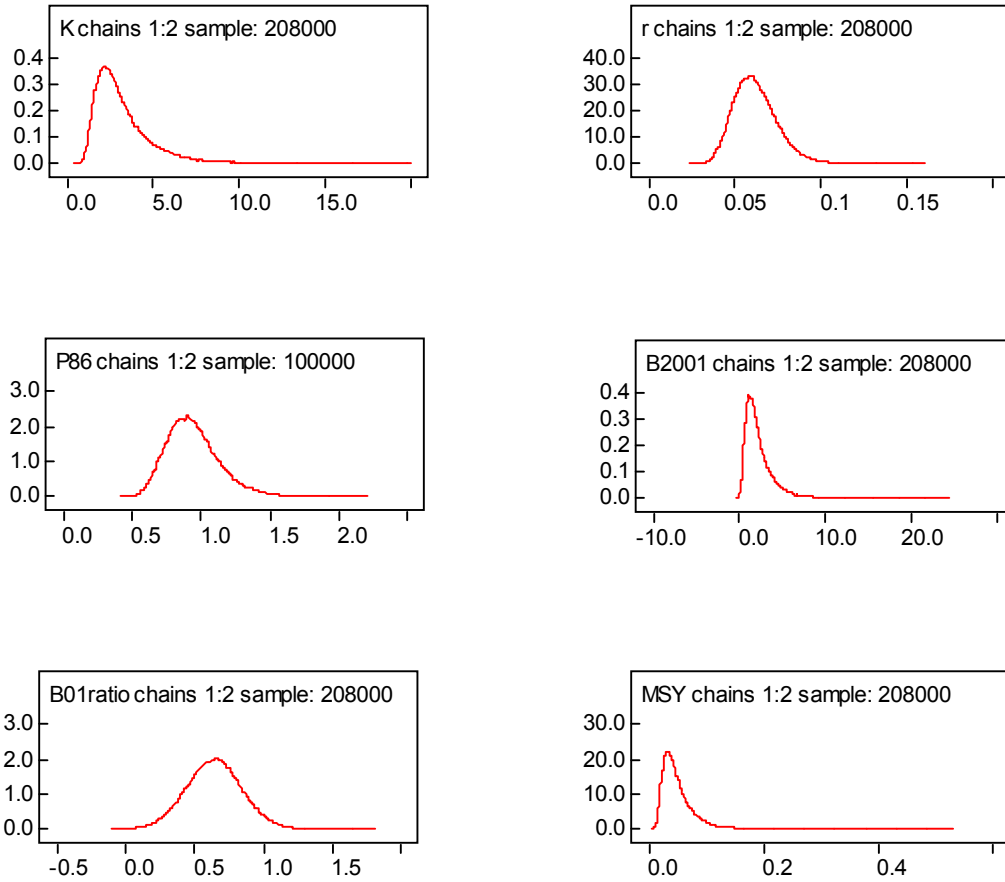 K chains 1:2 sample: 208000
0.4
0.3
0.2
0.1
0.0
0.0 5.0 10.0 15.0
r chains 1:2 sample: 208000
40.0
30.0
20.0
10.0
0.0
0.0 0.05 0.1 0.15
P86 chains 1:2 sample: 100000
3.0
2.0
1.0
0.0
0.0 0.5 1.0 1.5 2.0
B2001 chains 1:2 sample: 208000
0.4
0.3
0.2
0.1
0.0
-10.0 0.0 10.0 20.0
B01ratio chains 1:2 sample: 208000
3.0
2.0
1.0
0.0
-0.5 0.0 0.5 1.0 1.5
MSY chains 1:2 sample: 208000
30.0
20.0
10.0
0.0
0.0 0.2 0.4